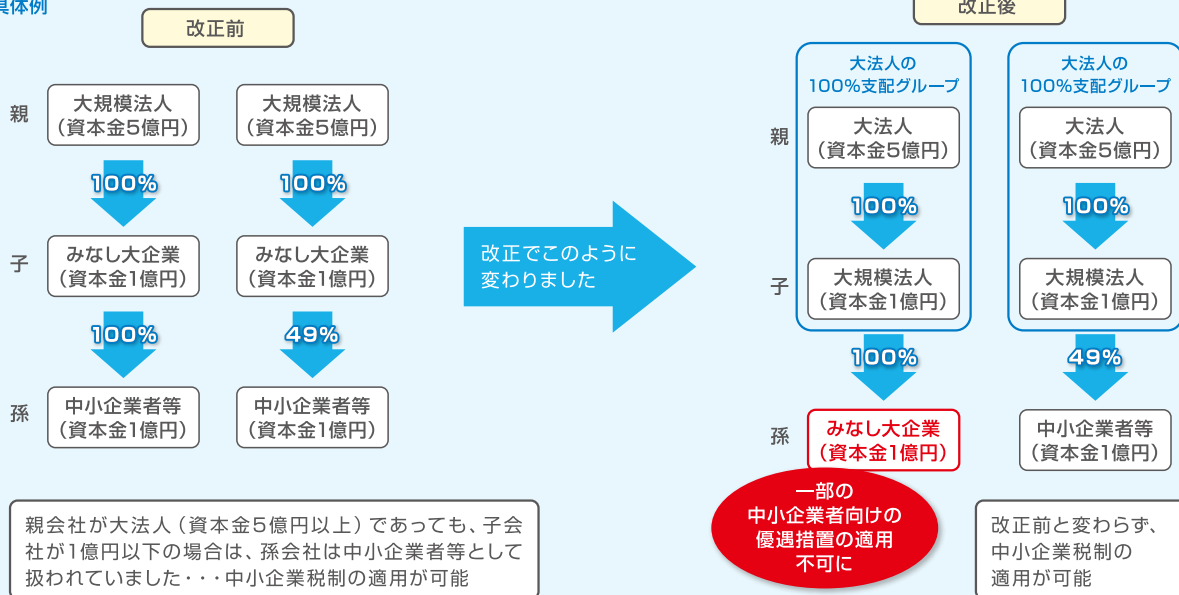 具体例
改正前
親
大規模法人
（資本金5億円）
大規模法人
（資本金5億円）
100%
100%
子
みなし大企業
（資本金1億円）
みなし大企業
（資本金1億円）
100%
49%
孫
中小企業者等
（資本金1億円）
中小企業者等
（資本金1億円）
親会社が大法人（資本金5億円以上）であっても、子会
社が1億円以下の場合は、孫会社は中小企業者等として
扱われていました・・・中小企業税制の適用が可能
改正でこのように
変わりました
改正後
大法人の
100%支配グループ
大法人の
100%支配グループ
親
大法人
（資本金5億円）
大法人
（資本金5億円）
100%
100%
子
大規模法人
（資本金1億円）
大規模法人
（資本金1億円）
100%
49%
孫
みなし大企業
（資本金1億円）
中小企業者等
（資本金1億円）
一部の
中小企業者向けの
優遇措置の適用
不可に
改正前と変わらず、
中小企業税制の
適用が可能